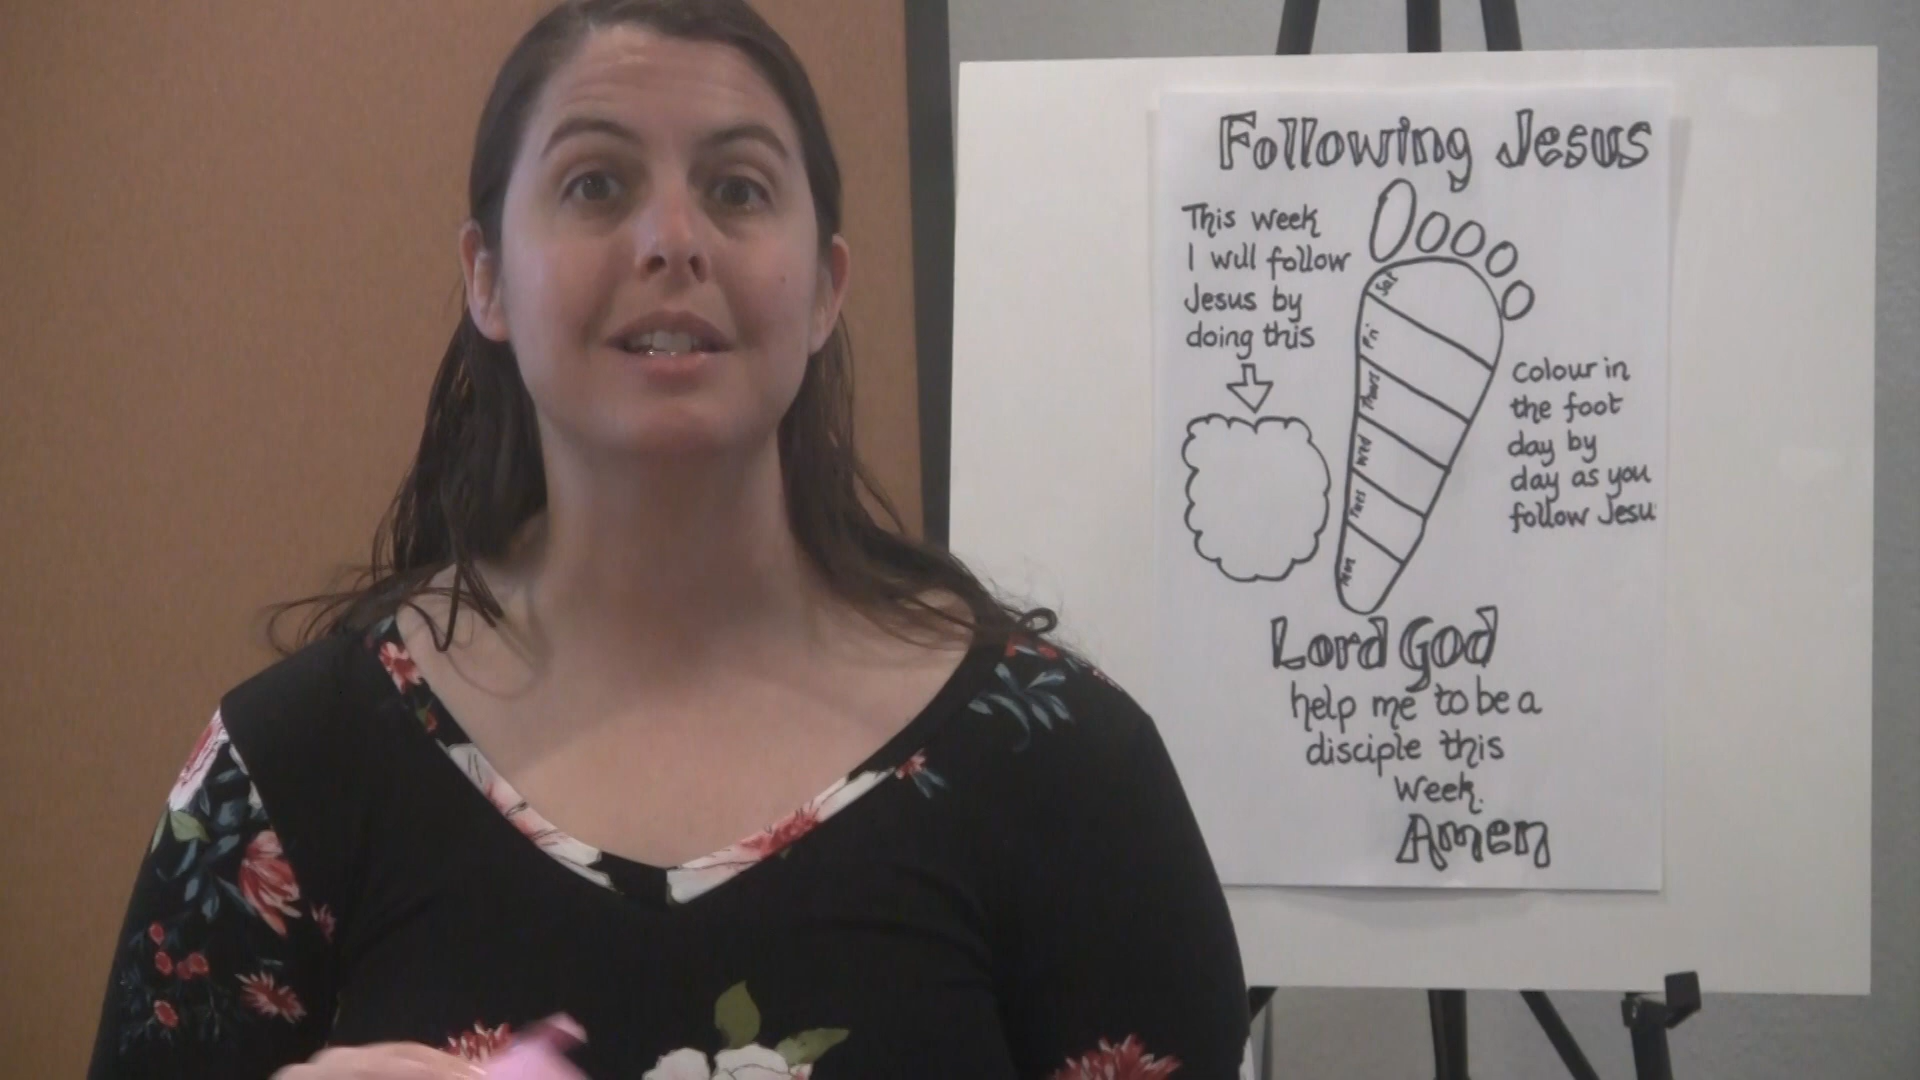 Following Jesus
This week
I will follow
Jesus by
doing this
Sat
Fri
Thurs
Wed
Tues
Mon
Colour in
the foot
day by
day as you
follow Jesu
Lord God
help me to be a
disciple this
week.
Amen